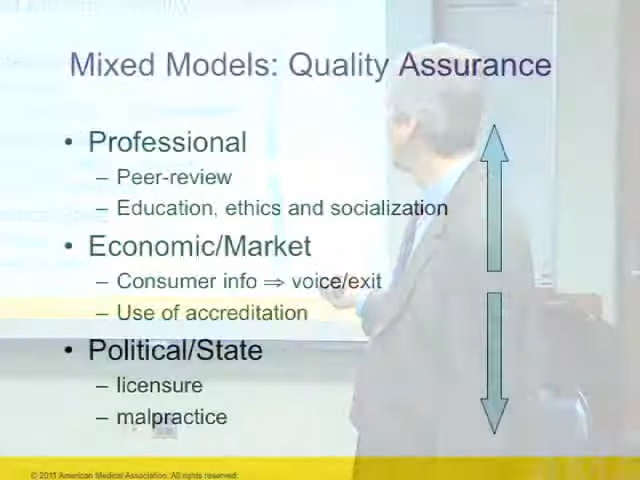 Mixed Models: Quality Assurance
• Professional
– Peer-review
– Education, ethics and socialization
• Economic/Market
– Consumer info ⇒ voice/exit
– Use of accreditation
• Political/State
– licensure
– malpractice
© 2011 American Medical Association. All rights reserved.